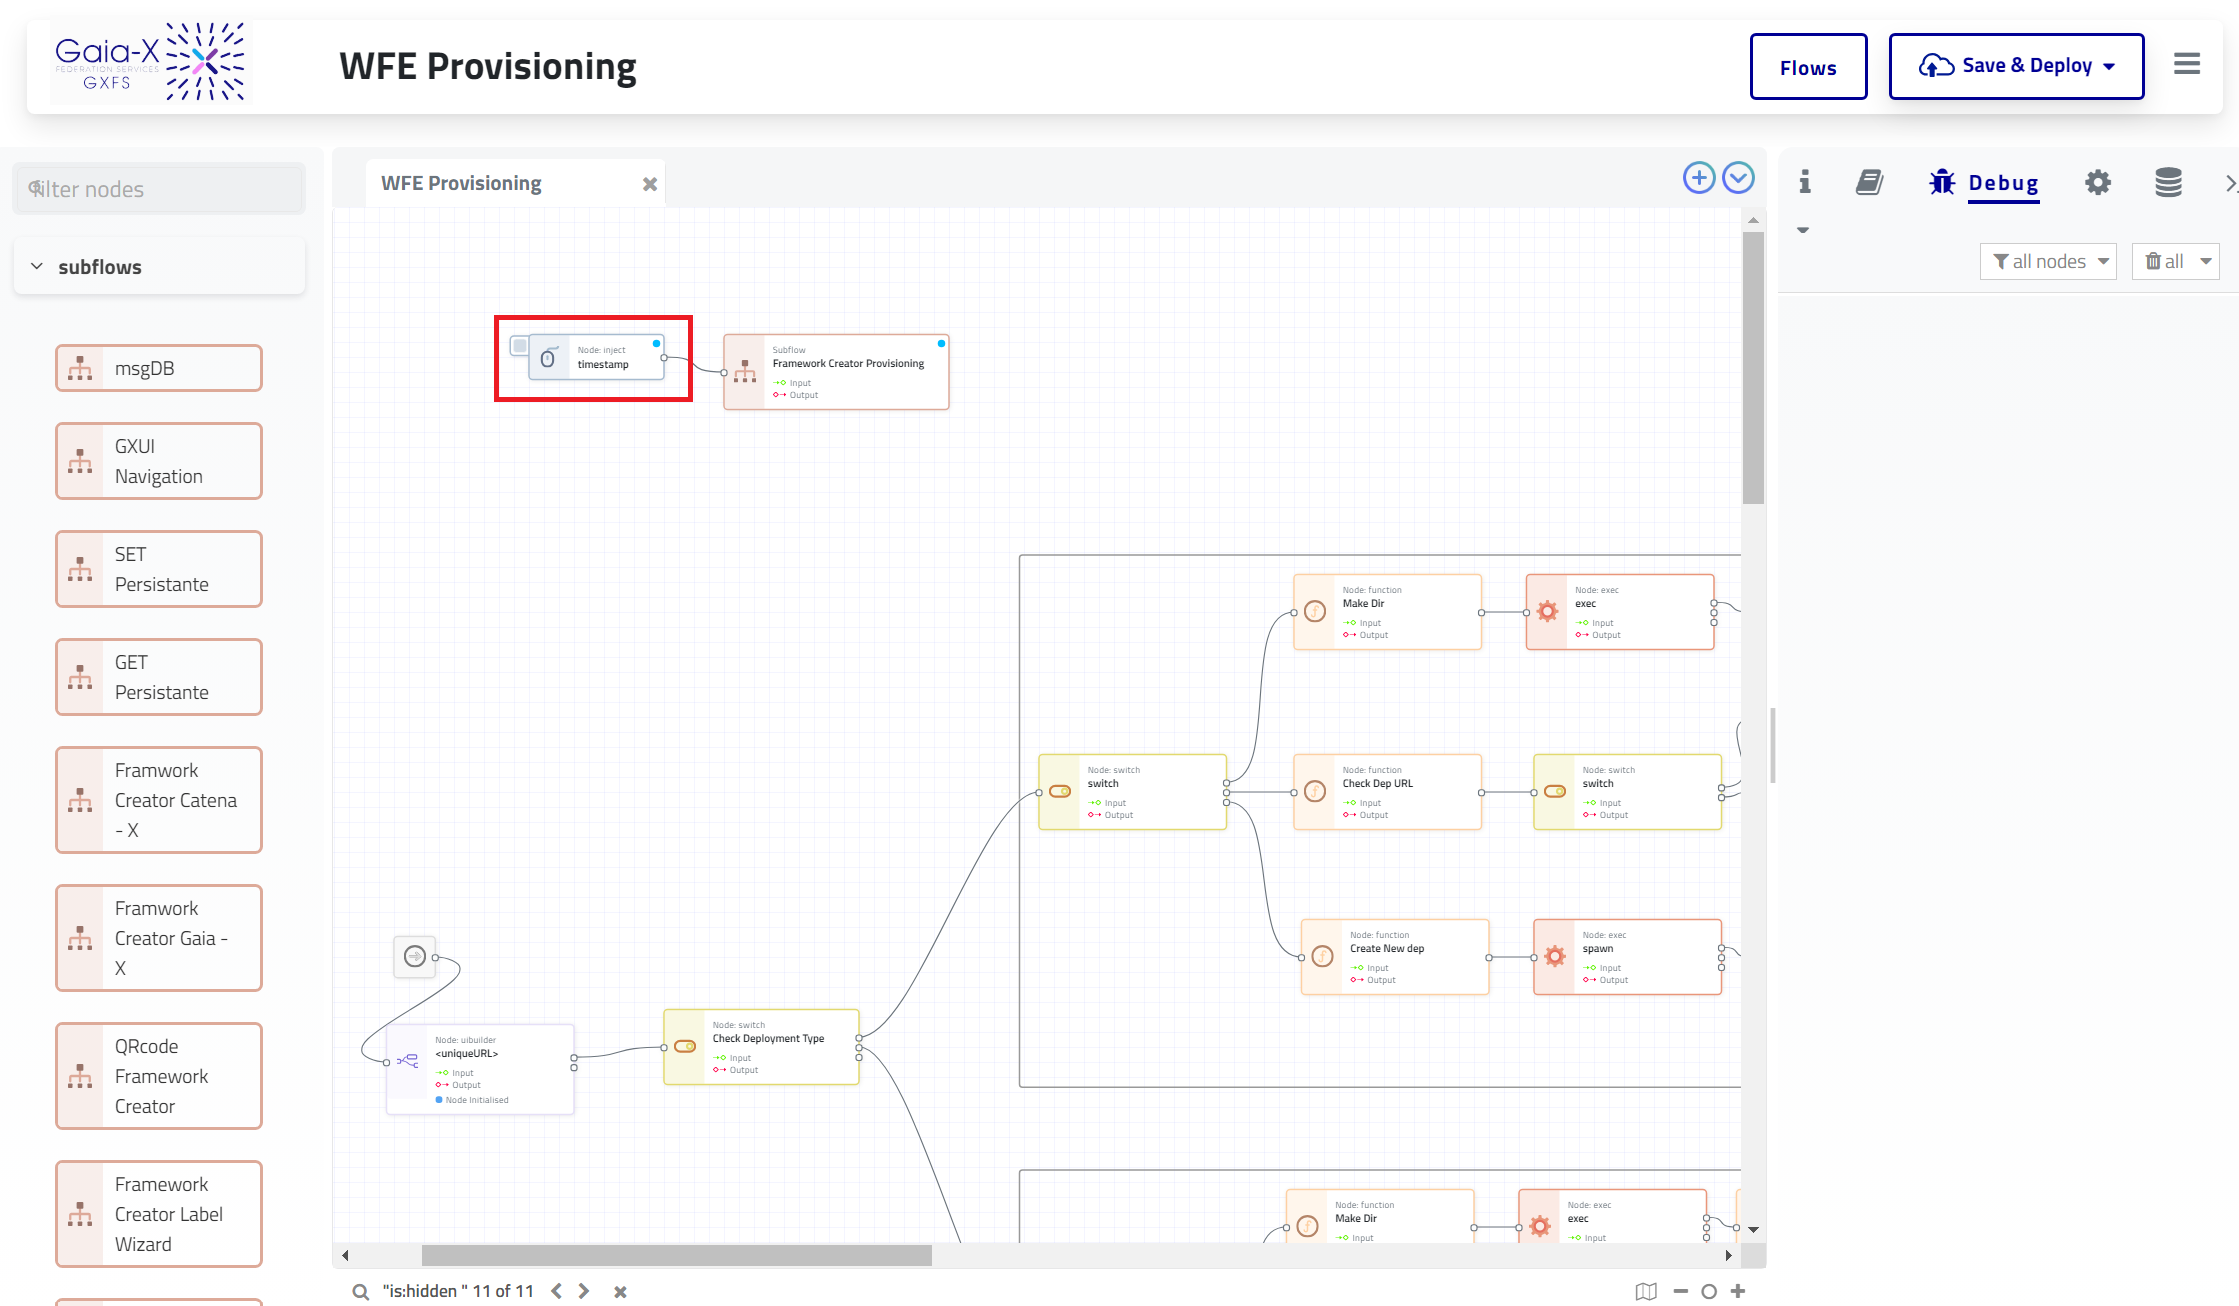 Gaia-X
FEDERATION SERVICES
GXFS
WFE Provisioning
Flows
Save & Deploy
filter nodes
subflows
msgDB
GXUI
Navigation
SET
Persistante
GET
Persistante
Framwork
Creator Catena
- X
Framwork
Creator Gaia -
X
QRcode
Framework
Creator
Framework
Creator Label
Wizard
WFE Provisioning
Node: inject
timestamp
Subflow
Framework Creator Provisioning
Input
Output
Node: function
Make Dir
Input
Output
Node: exec
exec
Input
Output
Node: switch
switch
Input
Output
Node: function
Check Dep URL
Input
Output
Node: switch
switch
Input
Output
Node: function
Create New dep
Input
Output
Node: exec
spawn
Input
Output
Node: uibuilder
<uniqueURL>
Input
Output
Node Initialised
Node: switch
Check Deployment Type
Input
Output
Node: function
Make Dir
Input
Node: exec
exec
Input
"is:hidden " 11 of 11
Debug
all nodes
all